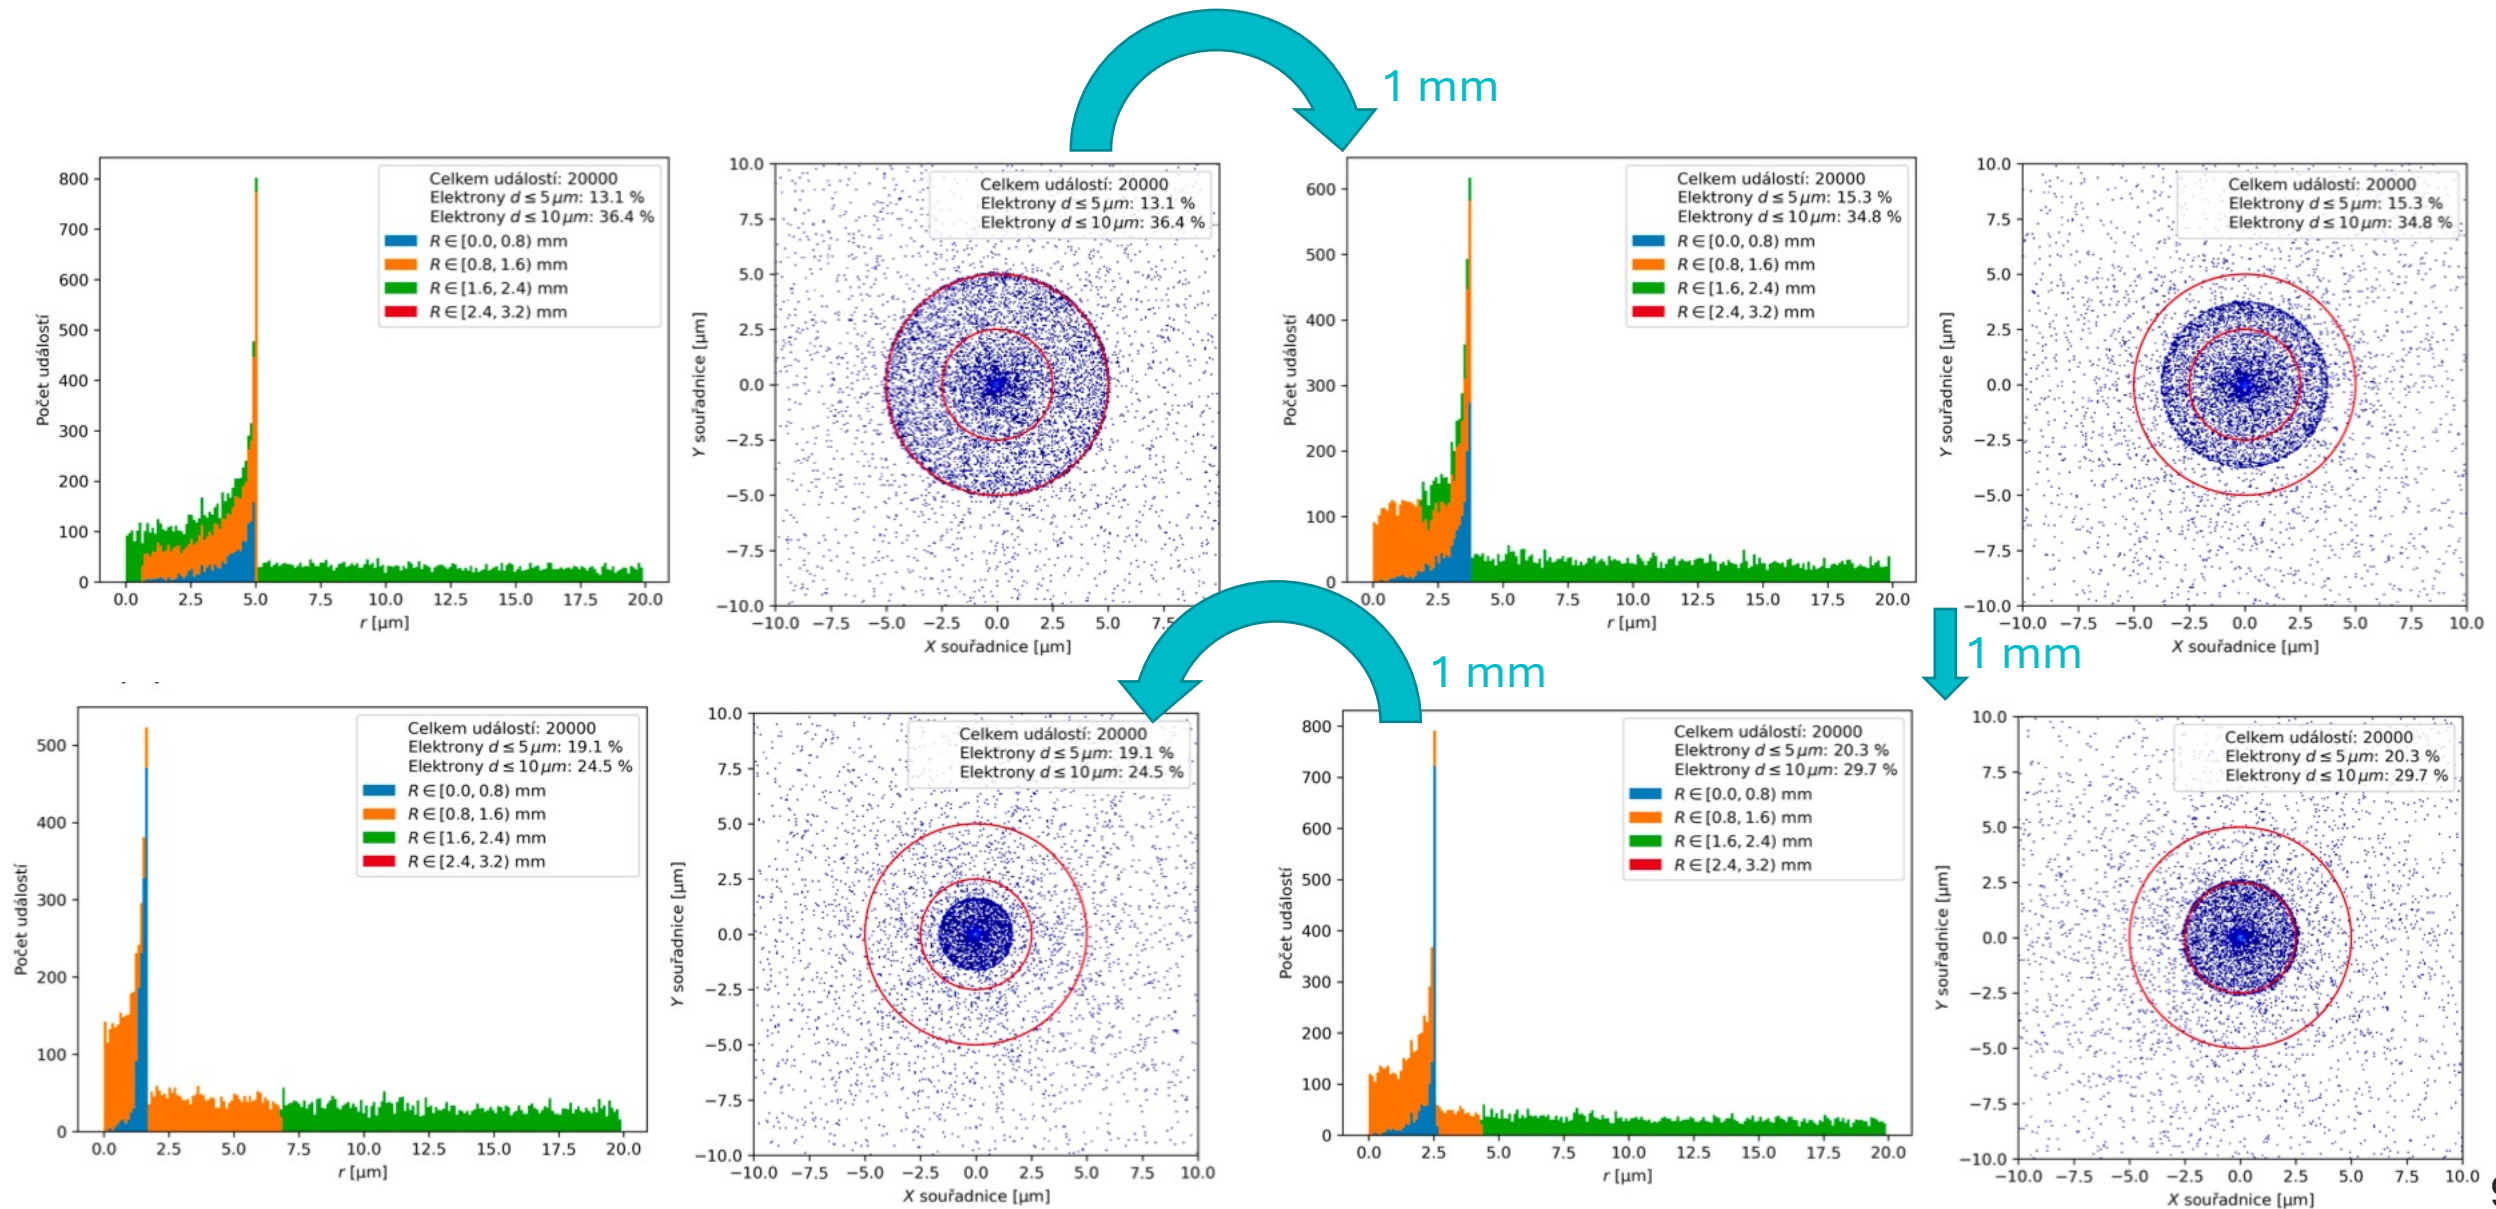 1 mm
800
700
600
500
400
300
200
100
0
Počet událostí
Celkem událostí: 20000
Elektrony d ≤ 5 μm: 13.1 %
Elektrony d ≤ 10 μm: 36.4 %
R ∈ [0.0, 0.8) mm
R ∈ [0.8, 1.6) mm
R ∈ [1.6, 2.4) mm
R ∈ [2.4, 3.2) mm
0.0 2.5 5.0 7.5 10.0 12.5 15.0 17.5 20.0
r [μm]
10.0
7.5
5.0
2.5
0.0
−2.5
−5.0
−7.5
−10.0
Y souřadnice [μm]
Celkem událostí: 20000
Elektrony d ≤ 5 μm: 13.1 %
Elektrony d ≤ 10 μm: 36.4 %
−10.0 −7.5 −5.0 −2.5 0.0 2.5 5.0
X souřadnice [μm]
600
500
400
300
200
100
0
Počet událostí
Celkem událostí: 20000
Elektrony d ≤ 5 μm: 15.3 %
Elektrony d ≤ 10 μm: 34.8 %
R ∈ [0.0, 0.8) mm
R ∈ [0.8, 1.6) mm
R ∈ [1.6, 2.4) mm
R ∈ [2.4, 3.2) mm
0.0 2.5 5.0 7.5 10.0 12.5 15.0 17.5 20.0
r [μm]
10.0
7.5
5.0
2.5
0.0
−2.5
−5.0
−7.5
−10.0
Y souřadnice [μm]
Celkem událostí: 20000
Elektrony d ≤ 5 μm: 15.3 %
Elektrony d ≤ 10 μm: 34.8 %
−10.0 −7.5 −5.0 −2.5 0.0 2.5 5.0 7.5 10.0
X souřadnice [μm]
1 mm
1 mm
500
400
300
200
100
0
Počet událostí
Celkem událostí: 20000
Elektrony d ≤ 5 μm: 19.1 %
Elektrony d ≤ 10 μm: 24.5 %
R ∈ [0.0, 0.8) mm
R ∈ [0.8, 1.6) mm
R ∈ [1.6, 2.4) mm
R ∈ [2.4, 3.2) mm
0.0 2.5 5.0 7.5 10.0 12.5 15.0 17.5 20.0
r [μm]
10.0
7.5
5.0
2.5
0.0
−2.5
−5.0
−7.5
−10.0
Y souřadnice [μm]
Celkem událostí: 20000
Elektrony d ≤ 5 μm: 19.1 %
Elektrony d ≤ 10 μm: 24.5 %
−10.0 −7.5 −5.0 −2.5 0.0 2.5 5.0 7.5 10.0
X souřadnice [μm]
800
700
600
500
400
300
200
100
0
Počet událostí
Celkem událostí: 20000
Elektrony d ≤ 5 μm: 20.3 %
Elektrony d ≤ 10 μm: 29.7 %
R ∈ [0.0, 0.8) mm
R ∈ [0.8, 1.6) mm
R ∈ [1.6, 2.4) mm
R ∈ [2.4, 3.2) mm
0.0 2.5 5.0 7.5 10.0 12.5 15.0 17.5 20.0
r [μm]
10.0
7.5
5.0
2.5
0.0
−2.5
−5.0
−7.5
−10.0
Y souřadnice [μm]
Celkem událostí: 20000
Elektrony d ≤ 5 μm: 20.3 %
Elektrony d ≤ 10 μm: 29.7 %
−10.0 −7.5 −5.0 −2.5 0.0 2.5 5.0 7.5 10.0
X souřadnice [μm]